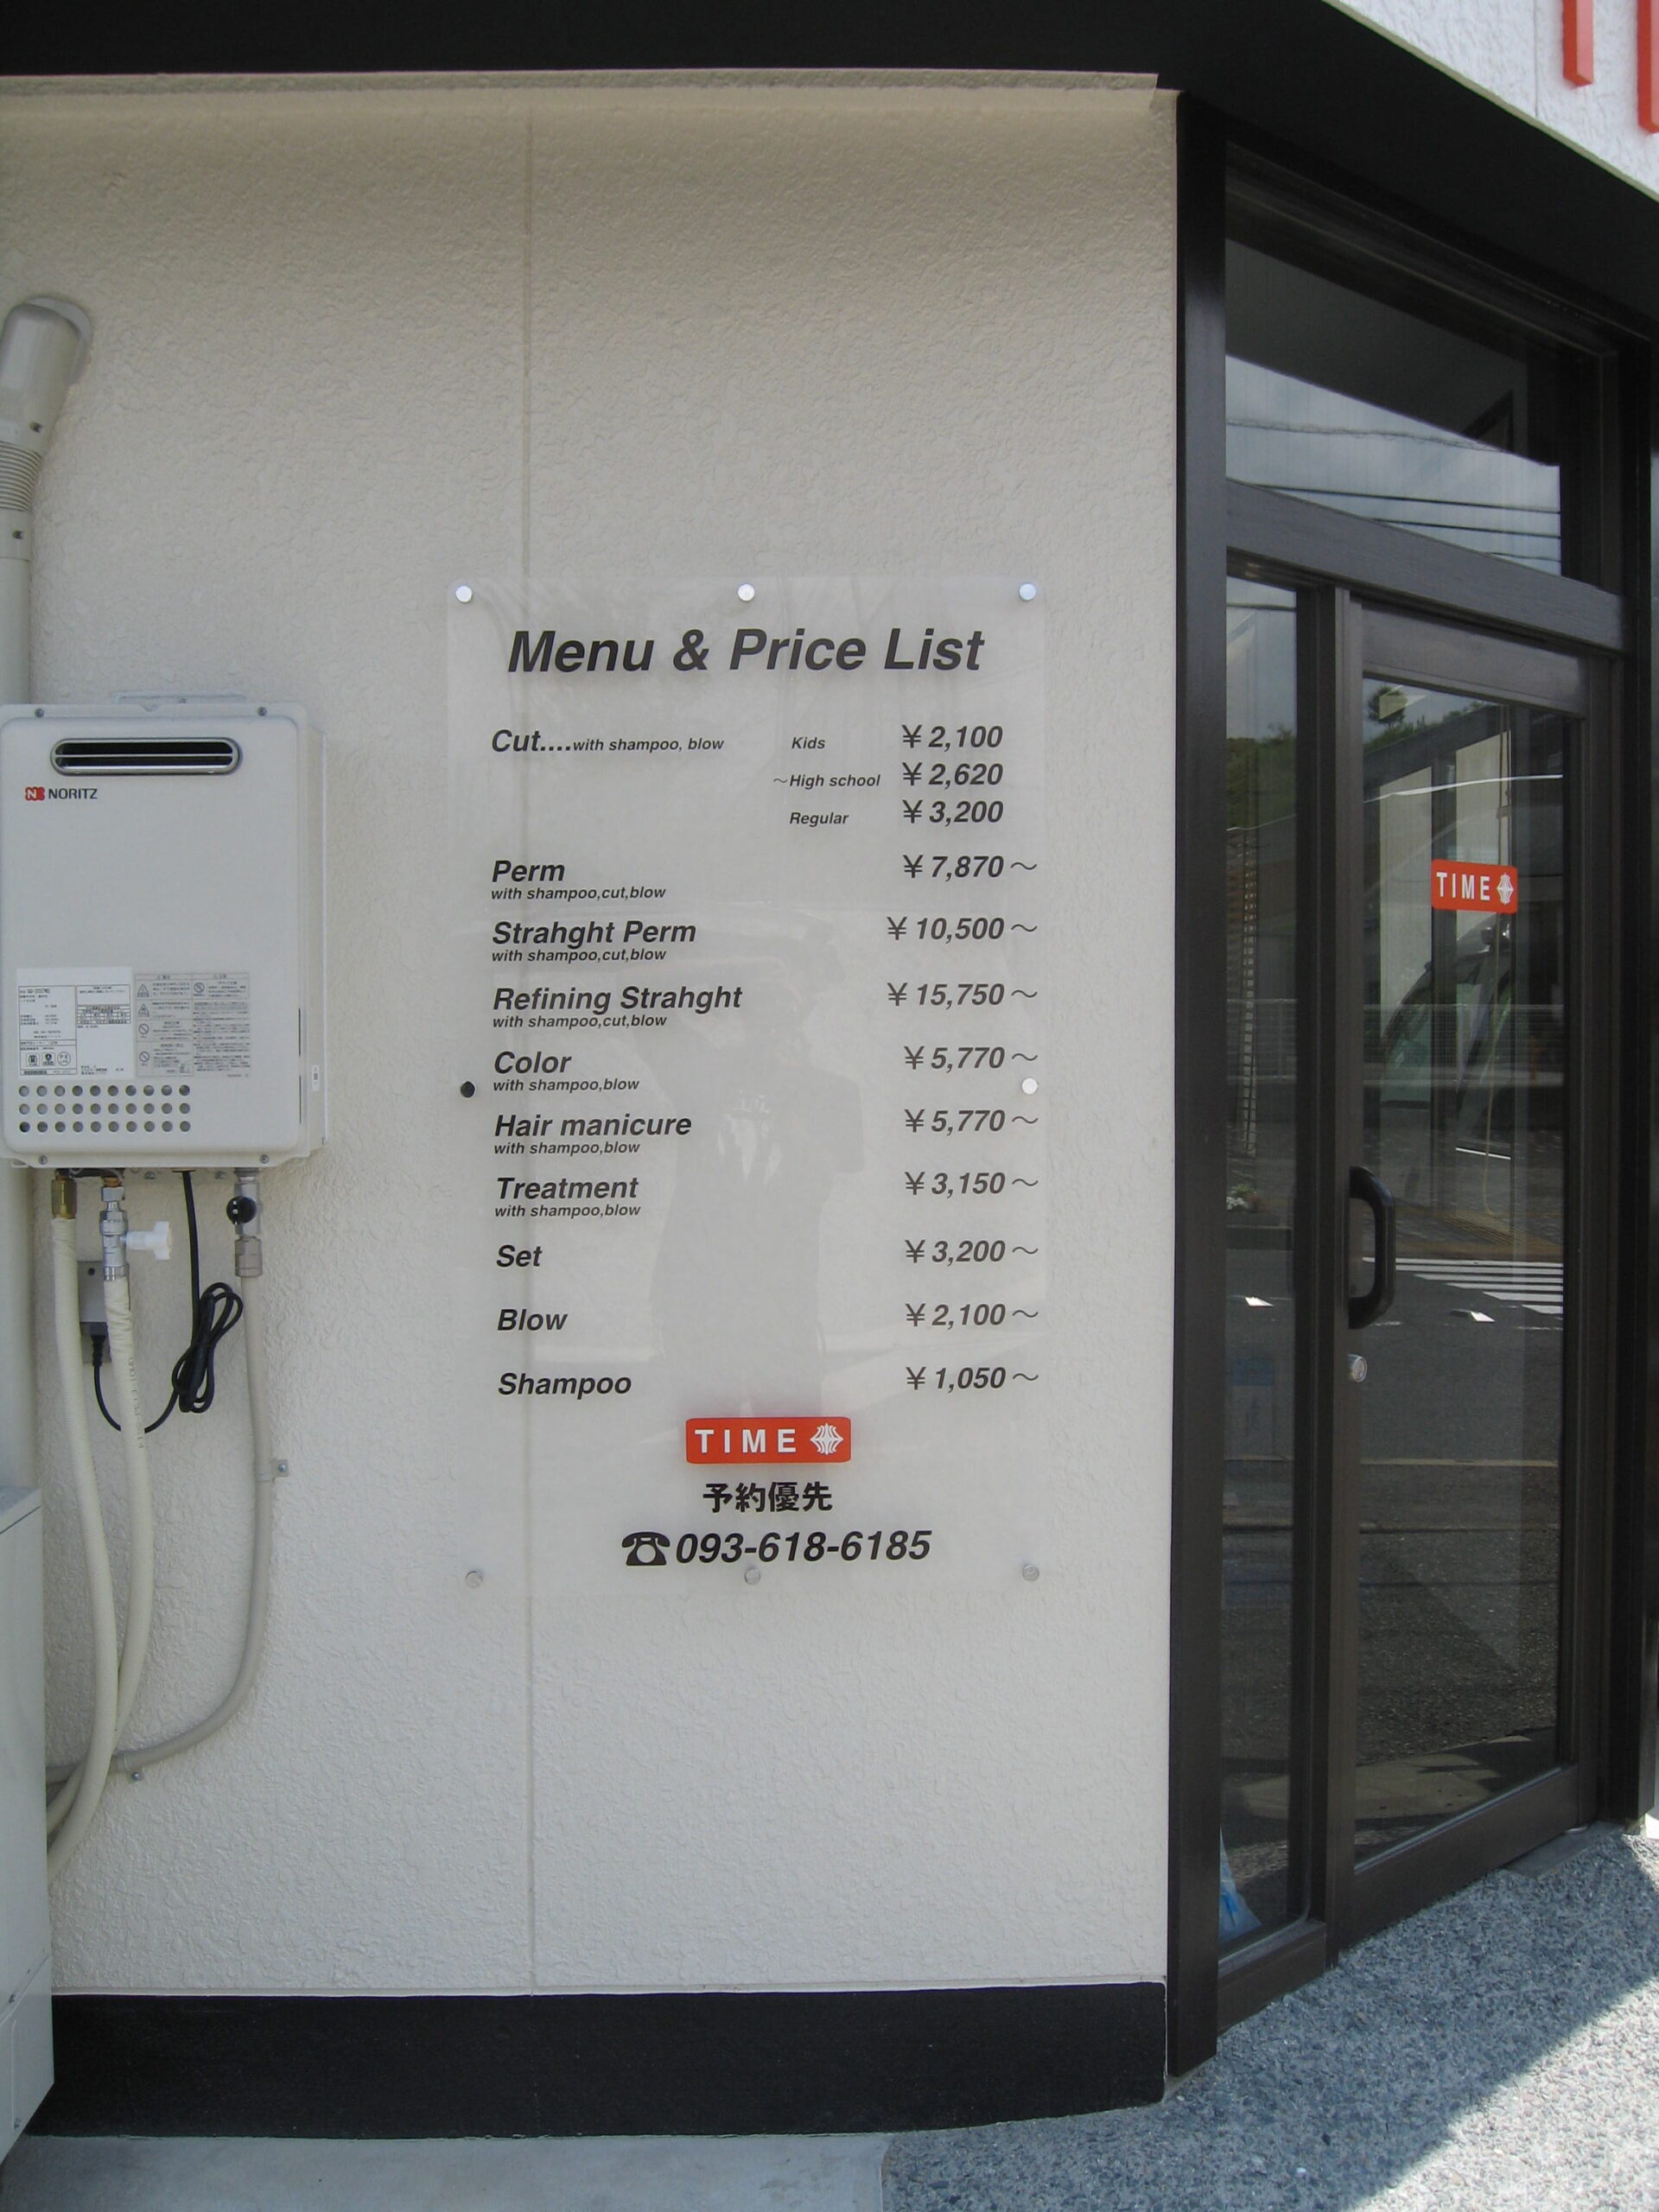 Menu & Price List
Cut....with shampoo, blow Kids ¥2,100
～High school ¥2,620
Regular ¥3,200
Perm ¥7,870～
with shampoo,cut,blow
Strahght Perm ¥10,500～
with shampoo,cut,blow
Refining Strahght ¥15,750～
with shampoo,cut,blow
Color ¥5,770～
with shampoo,blow
Hair manicure ¥5,770～
with shampoo,blow
Treatment ¥3,150～
with shampoo,blow
Set ¥3,200～
Blow ¥2,100～
Shampoo ¥1,050～
TIME
予約優先
☎093-618-6185
NORITZ
TIME